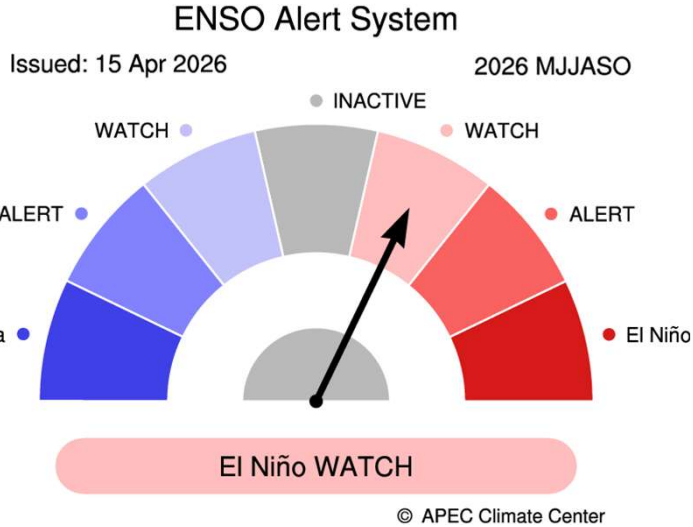 ENSO Alert System
Issued: 15 Apr 2026
2026 MJJASO
INACTIVE
WATCH
WATCH
ALERT
ALERT
a
El Niño
El Niño WATCH
© APEC Climate Center